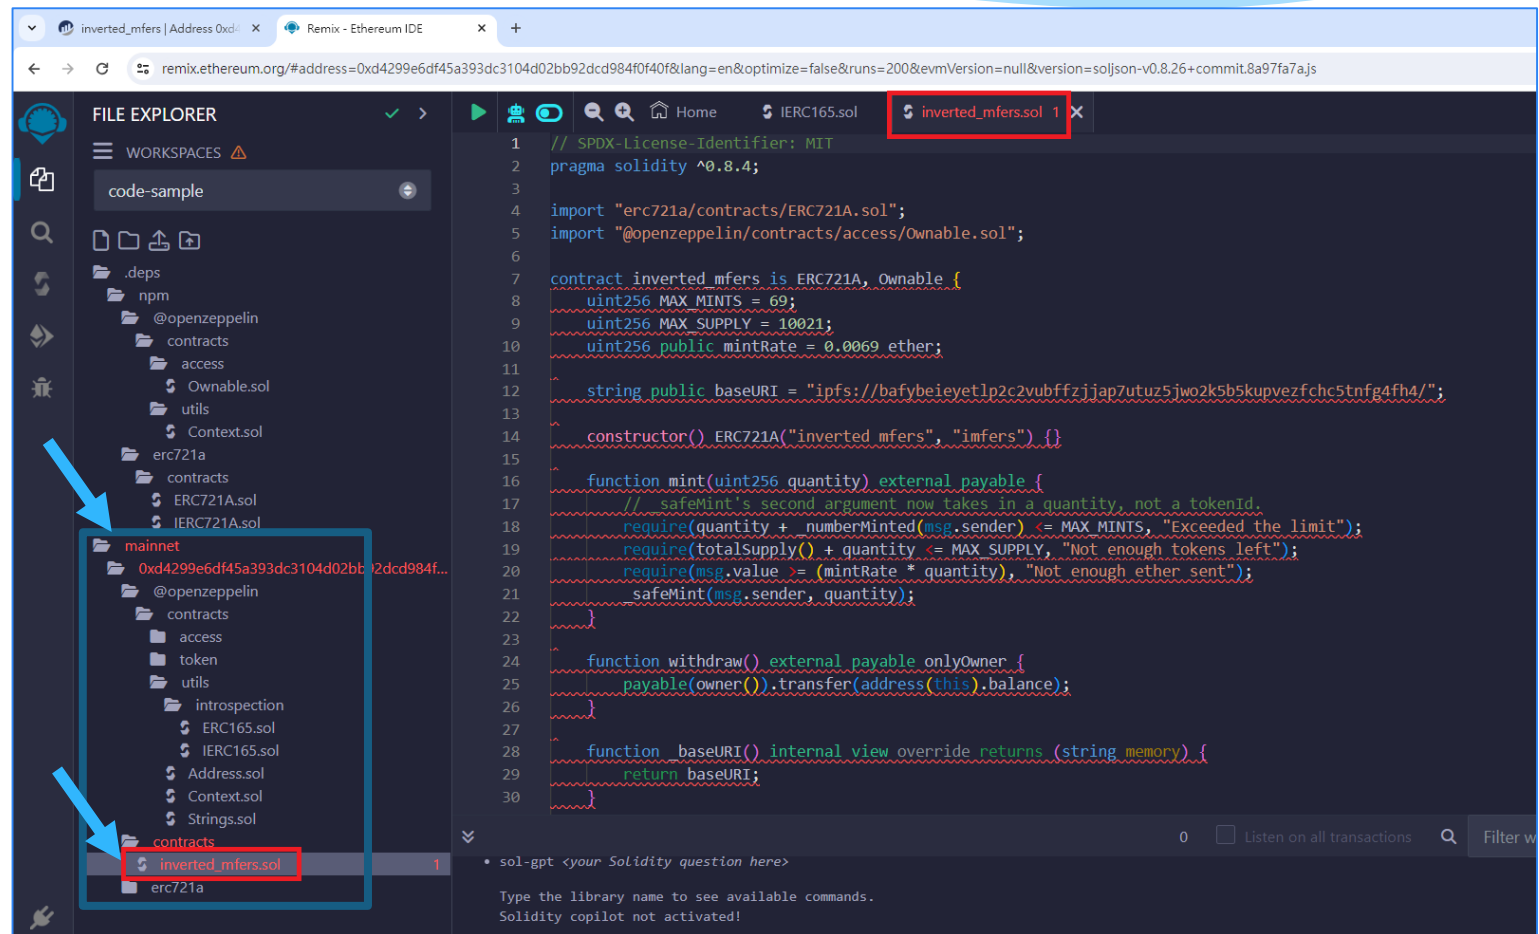 inverted_mfers | Address 0xd4
Remix - Ethereum IDE
remix.ethereum.org/#address=0xd4299e6df45a393dc3104d02bb92dcd984f0f40f&lang=en&optimize=false&runs=200&evmVersion=null&version=soljson-v0.8.26+commit.8a97fa7a.js
FILE EXPLORER
WORKSPACES
code-sample
.deps
npm
@openzeppelin
contracts
access
Ownable.sol
utils
Context.sol
erc721a
contracts
ERC721A.sol
IERC721A.sol
mainnet
0xd4299e6df45a393dc3104d02bb92dcd984f...
@openzeppelin
contracts
access
token
utils
introspection
ERC165.sol
IERC165.sol
Address.sol
Context.sol
Strings.sol
contracts
inverted_mfers.sol 1
erc721a
Home IERC165.sol inverted_mfers.sol 1
1 // SPDX-License-Identifier: MIT
2 pragma solidity ^0.8.4;
3
4 import "erc721a/contracts/ERC721A.sol";
5 import "@openzeppelin/contracts/access/Ownable.sol";
6
7 contract inverted_mfers is ERC721A, Ownable {
8 uint256 MAX_MINTS = 69;
9 uint256 MAX_SUPPLY = 10021;
10 uint256 public mintRate = 0.0069 ether;
11
12 string public baseURI = "ipfs://bafybeieyetlp2c2vubffzjjap7utuz5jwo2k5b5kupvezfchc5tnfg4fh4/";
13
14 constructor() ERC721A("inverted mfers", "imfers") {}
15
16 function mint(uint256 quantity) external payable {
17 // _safeMint's second argument now takes in a quantity, not a tokenId.
18 require(quantity + _numberMinted(msg.sender) <= MAX_MINTS, "Exceeded the limit");
19 require(totalSupply() + quantity <= MAX_SUPPLY, "Not enough tokens left");
20 require(msg.value >= (mintRate * quantity), "Not enough ether sent");
21 _safeMint(msg.sender, quantity);
22 }
23
24 function withdraw() external payable onlyOwner {
25 payable(owner()).transfer(address(this).balance);
26 }
27
28 function _baseURI() internal view override returns (string memory) {
29 return baseURI;
30 }
0 Listen on all transactions Filter w
• sol-gpt <your Solidity question here>
Type the library name to see available commands.
Solidity copilot not activated!